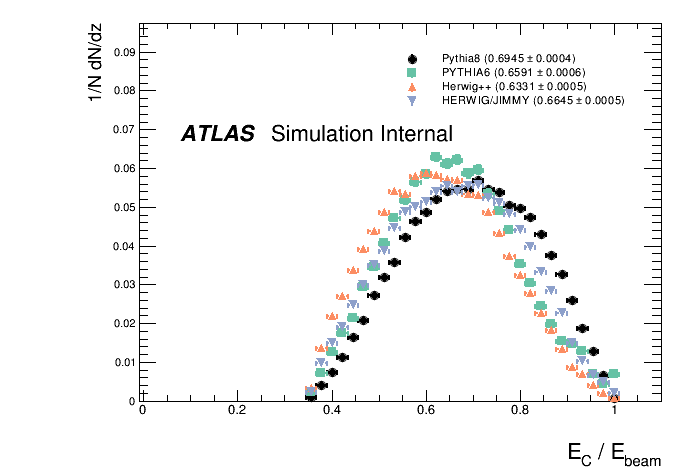 1/N dN/dz
0.09
0.08
0.07
0.06
0.05
0.04
0.03
0.02
0.01
0
Pythia8 (0.6945 ± 0.0004)
PYTHIA6 (0.6591 ± 0.0006)
Herwig++ (0.6331 ± 0.0005)
HERWIG/JIMMY (0.6645 ± 0.0005)
ATLAS Simulation Internal
0 0.2 0.4 0.6 0.8 1
E_C / E_beam